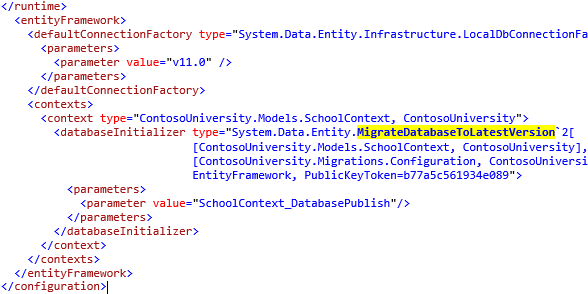 </runtime>
<entityFramework>
<defaultConnectionFactory type="System.Data.Entity.Infrastructure.LocalDbConnectionFa
<parameters>
<parameter value="v11.0" />
</parameters>
</defaultConnectionFactory>
<contexts>
<context type="ContosoUniversity.Models.SchoolContext, ContosoUniversity">
<databaseInitializer type="System.Data.Entity.MigrateDatabaseToLatestVersion`2[
[ContosoUniversity.Models.SchoolContext, ContosoUniversity],
[ContosoUniversity.Migrations.Configuration, ContosoUniversi
EntityFramework, PublicKeyToken=b77a5c561934e089">
<parameters>
<parameter value="SchoolContext_DatabasePublish"/>
</parameters>
</databaseInitializer>
</context>
</contexts>
</entityFramework>
</configuration>